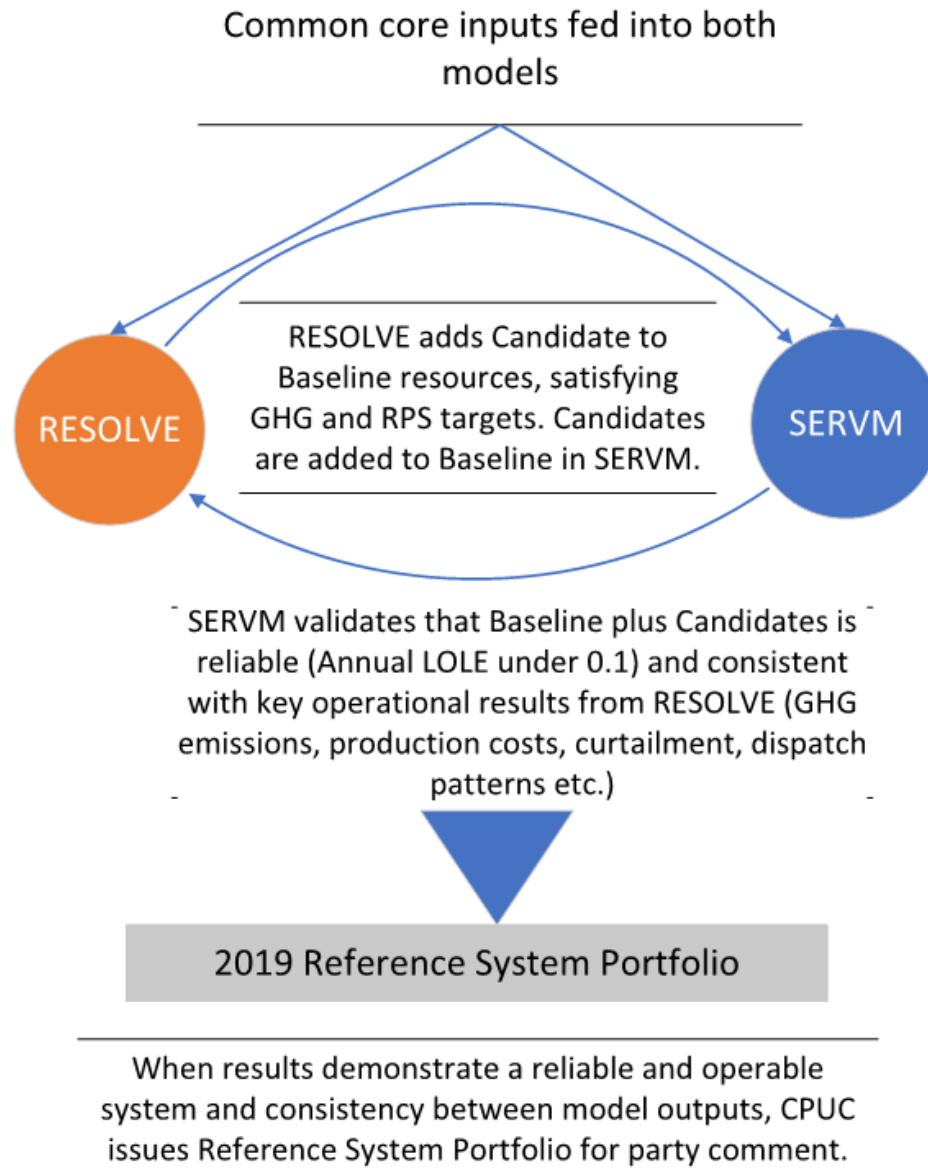 Common core inputs fed into both
models
RESOLVE adds Candidate to
Baseline resources, satisfying
GHG and RPS targets. Candidates
are added to Baseline in SERVM.
RESOLVE
SERVM
SERVM validates that Baseline plus Candidates is
reliable (Annual LOLE under 0.1) and consistent
with key operational results from RESOLVE (GHG
emissions, production costs, curtailment, dispatch
patterns etc.)
2019 Reference System Portfolio
When results demonstrate a reliable and operable
system and consistency between model outputs, CPUC
issues Reference System Portfolio for party comment.